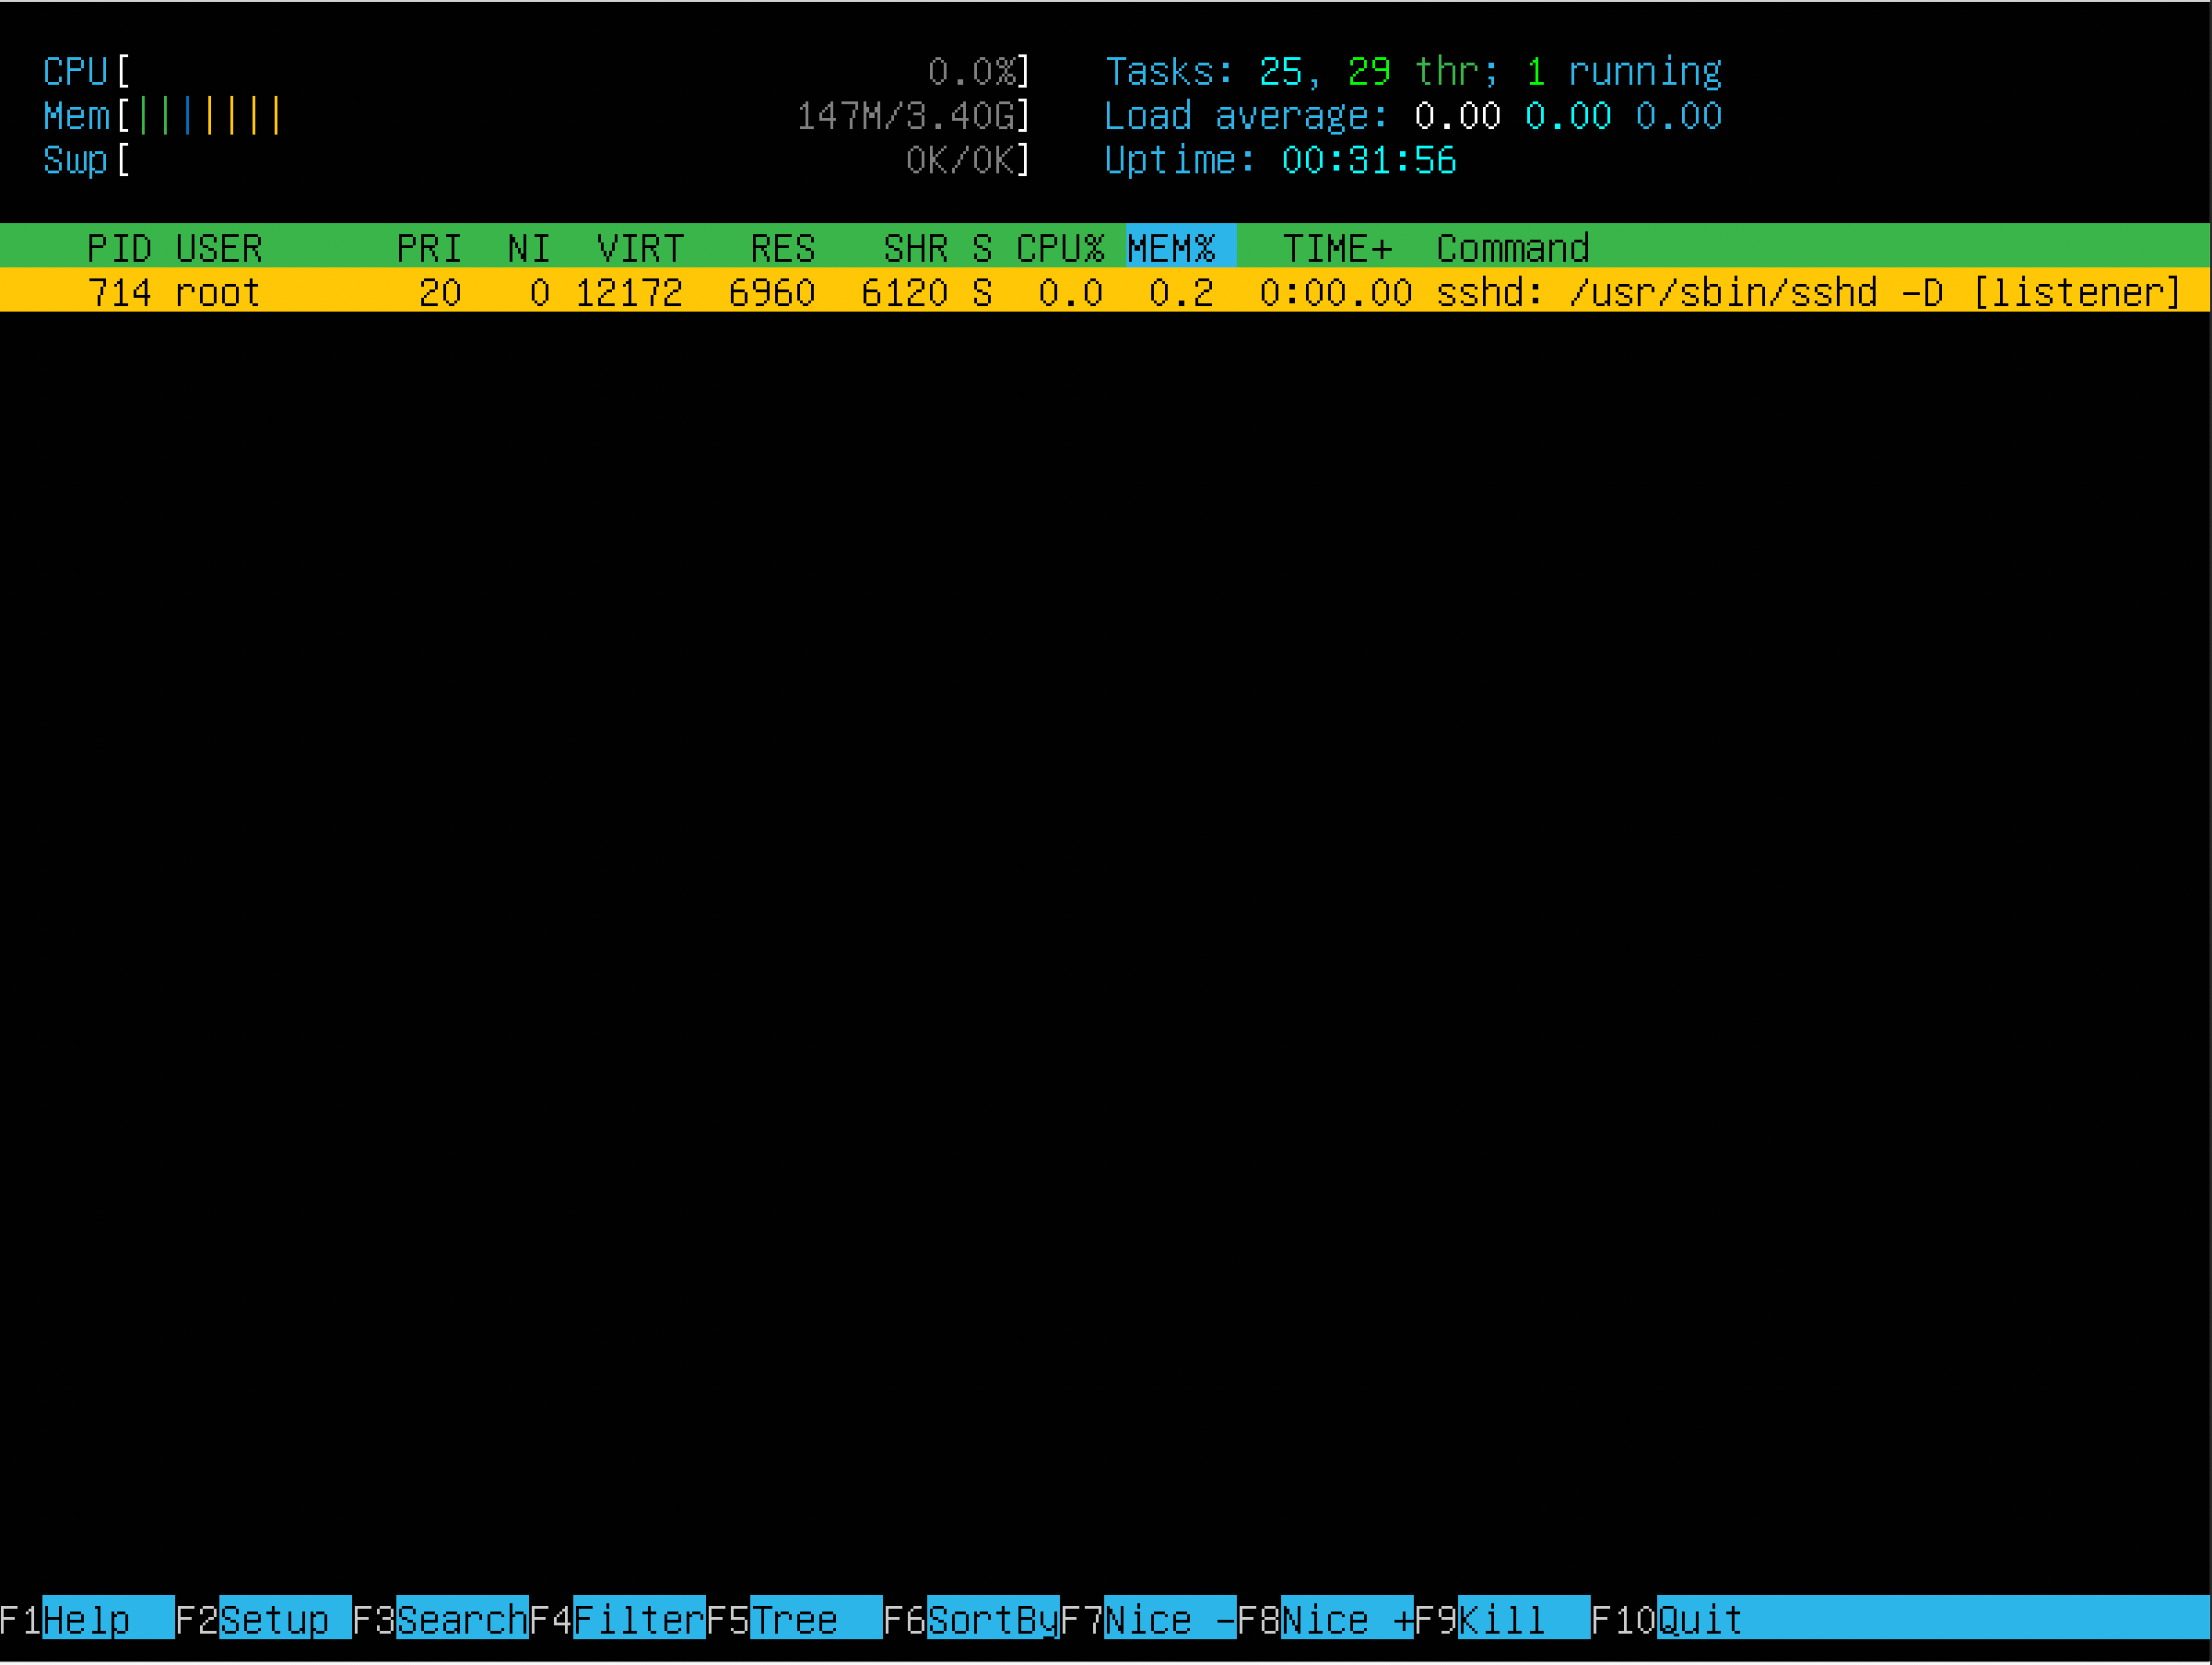 CPU[ 0.0%] Tasks: 25, 29 thr; 1 running
Mem[||||||| 147M/3.40G] Load average: 0.00 0.00 0.00
Swp[ 0K/0K] Uptime: 00:31:56
PID USER PRI NI VIRT RES SHR S CPU% MEM% TIME+ Command
714 root 20 0 12172 6960 6120 S 0.0 0.2 0:00.00 sshd: /usr/sbin/sshd -D [listener]
F1Help F2Setup F3SearchF4FilterF5Tree F6SortByF7Nice -F8Nice +F9Kill F10Quit